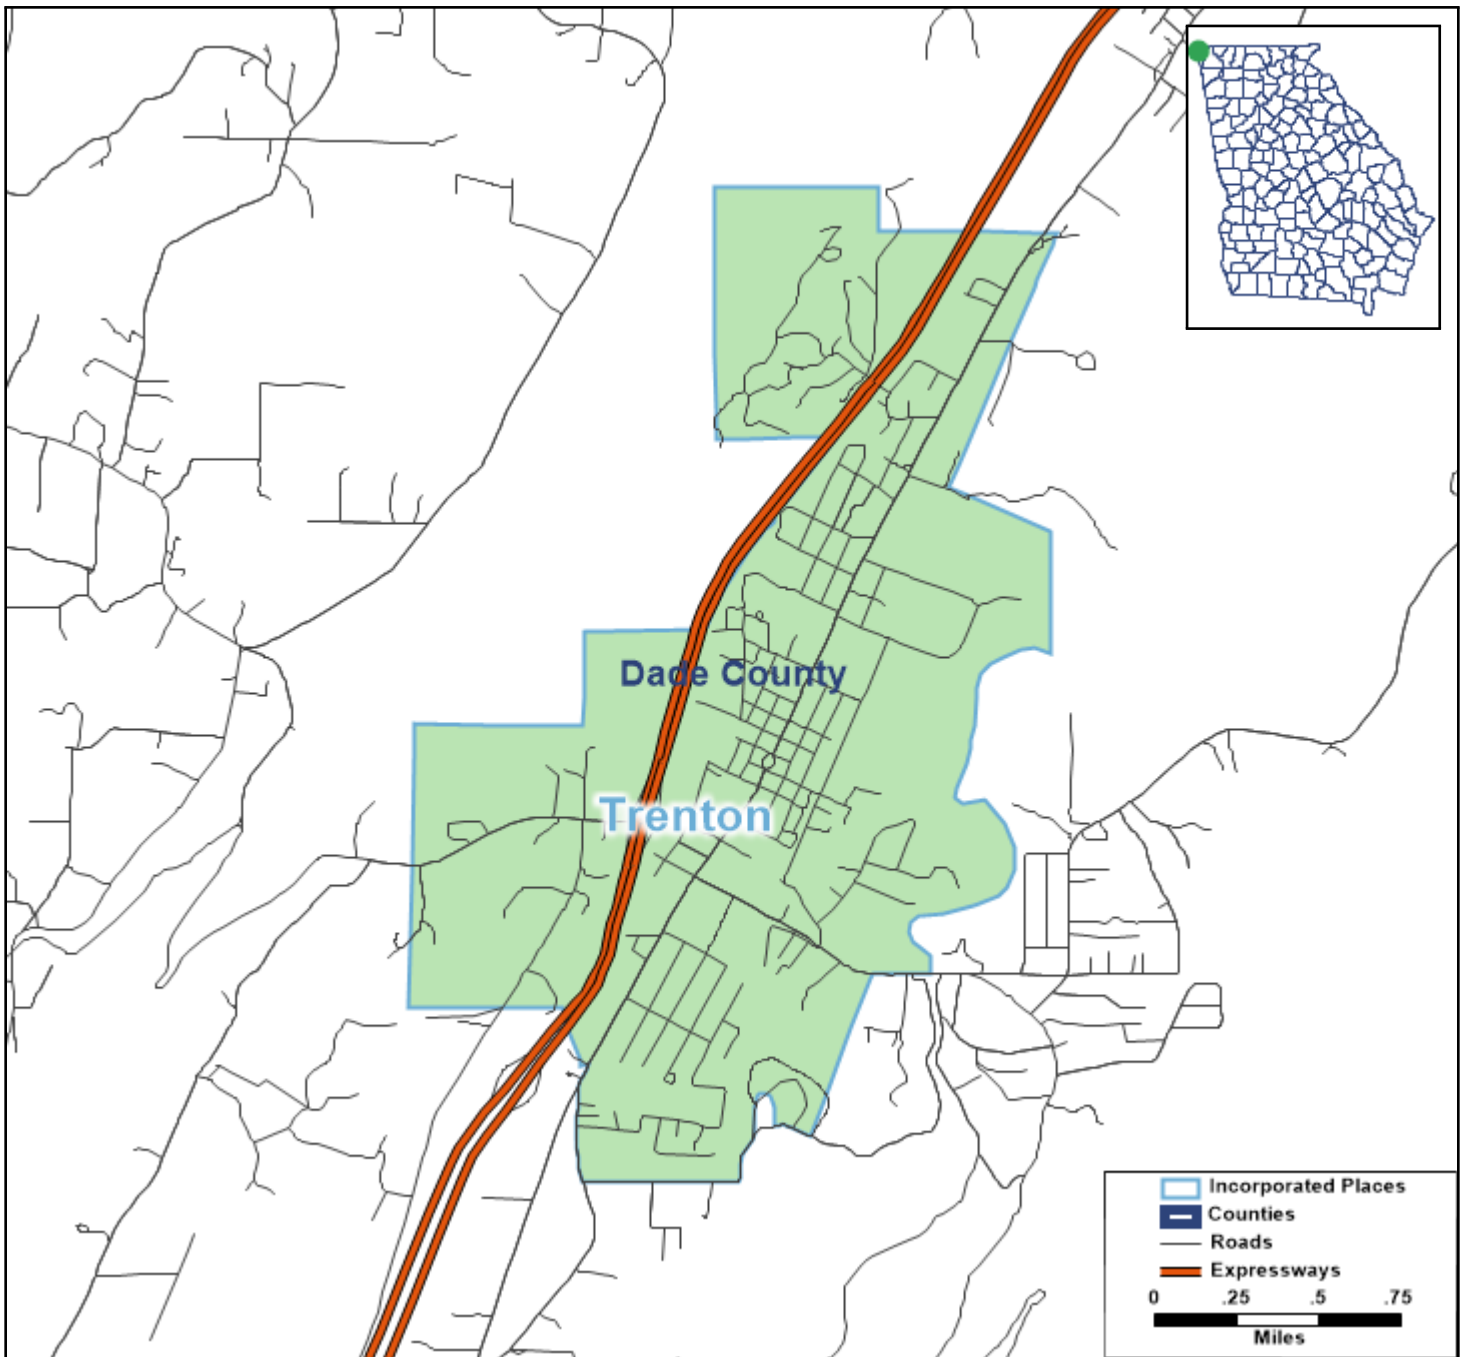 Dade County
Trenton
Incorporated Places
Counties
Roads
Expressways
0 .25 .5 .75
Miles